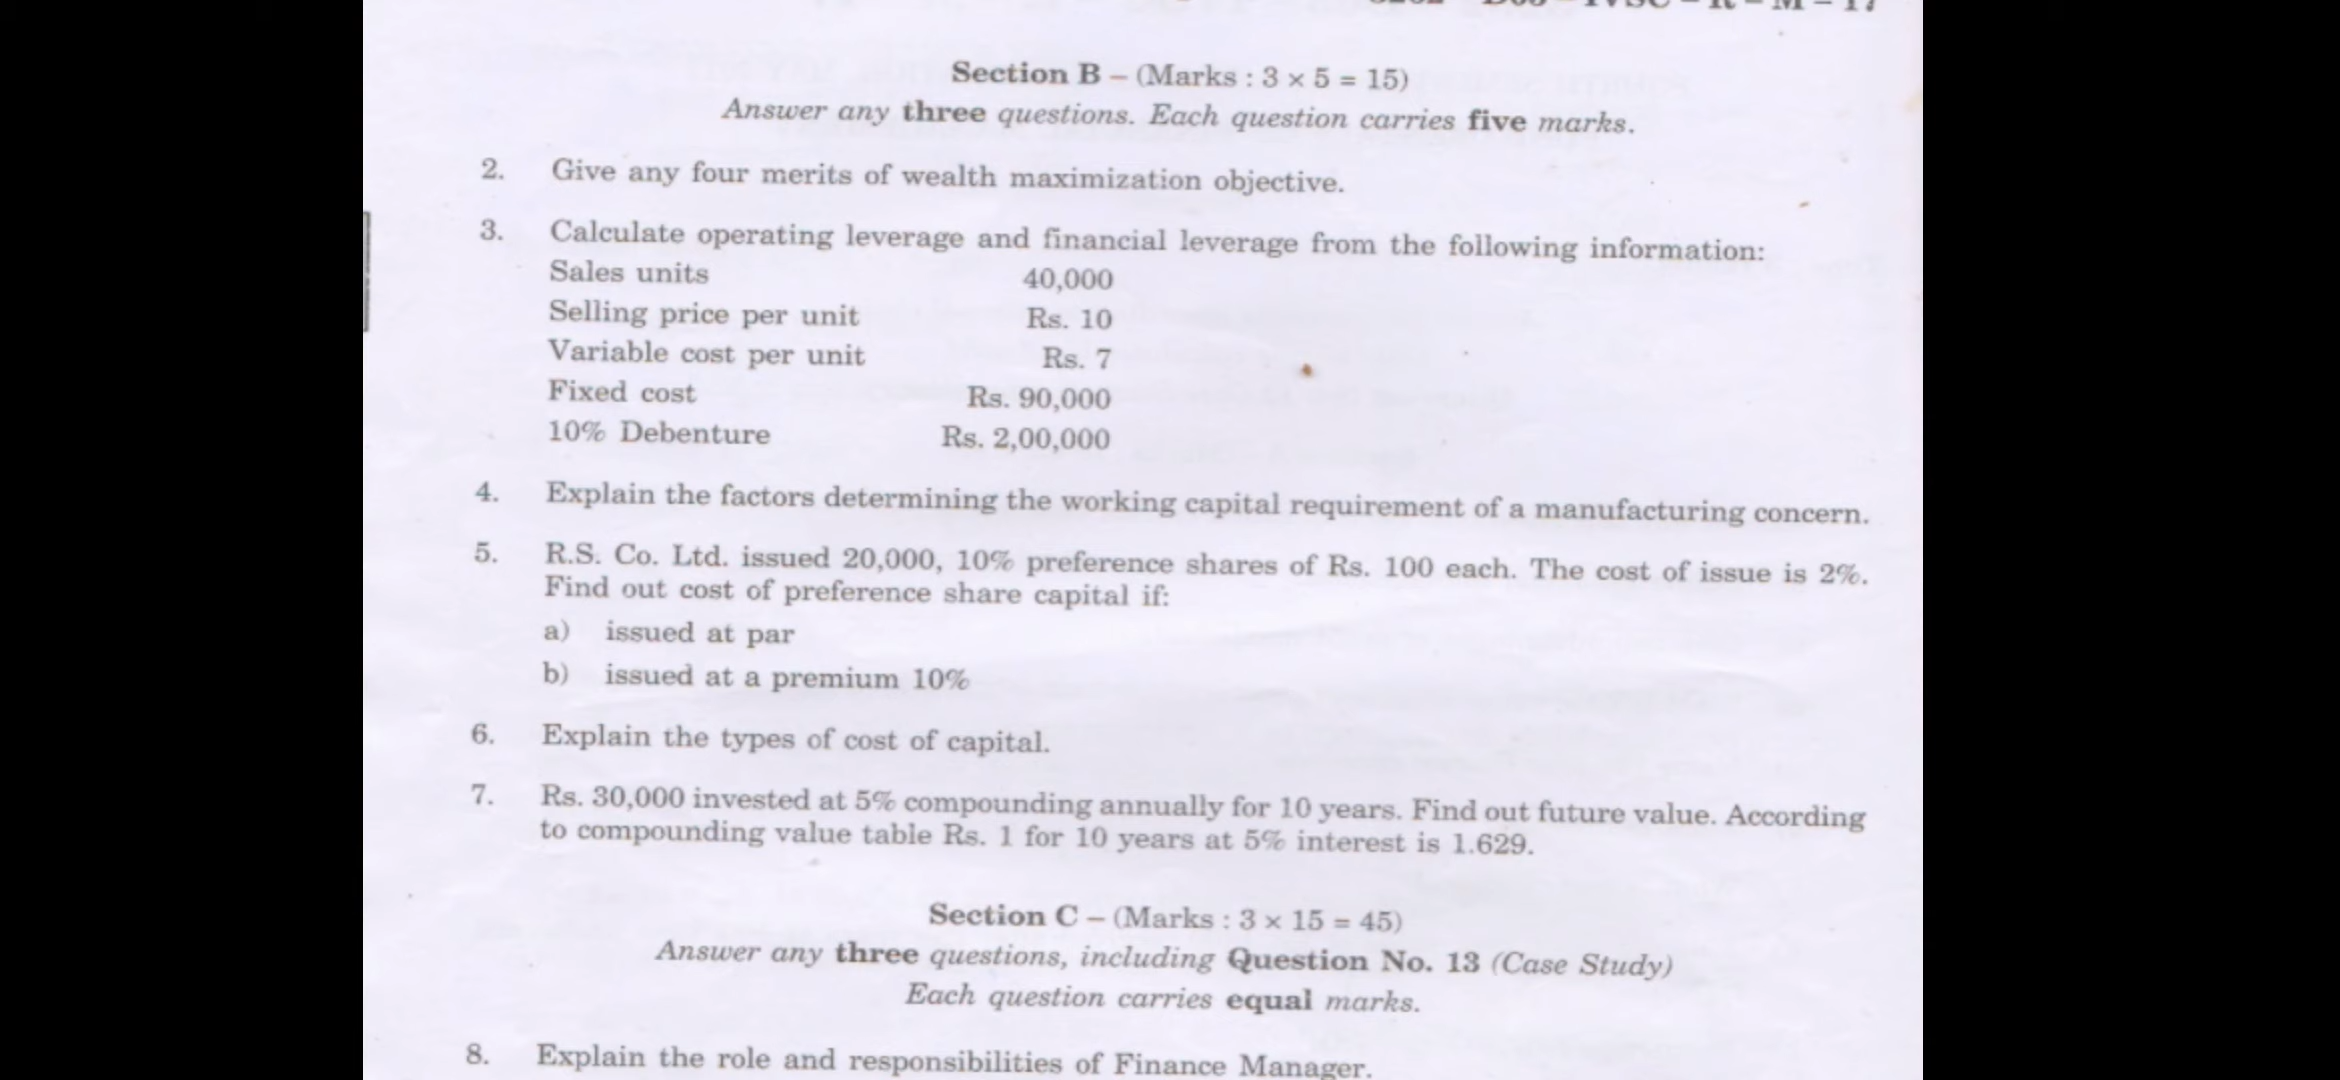 Section B – (Marks : 3 × 5 = 15)
Answer any three questions. Each question carries five marks.
2. Give any four merits of wealth maximization objective.
3. Calculate operating leverage and financial leverage from the following information:
Sales units 40,000
Selling price per unit Rs. 10
Variable cost per unit Rs. 7
Fixed cost Rs. 90,000
10% Debenture Rs. 2,00,000
4. Explain the factors determining the working capital requirement of a manufacturing concern.
5. R.S. Co. Ltd. issued 20,000, 10% preference shares of Rs. 100 each. The cost of issue is 2%.
Find out cost of preference share capital if:
a) issued at par
b) issued at a premium 10%
6. Explain the types of cost of capital.
7. Rs. 30,000 invested at 5% compounding annually for 10 years. Find out future value. According
to compounding value table Rs. 1 for 10 years at 5% interest is 1.629.
Section C – (Marks : 3 × 15 = 45)
Answer any three questions, including Question No. 13 (Case Study)
Each question carries equal marks.
8. Explain the role and responsibilities of Finance Manager.